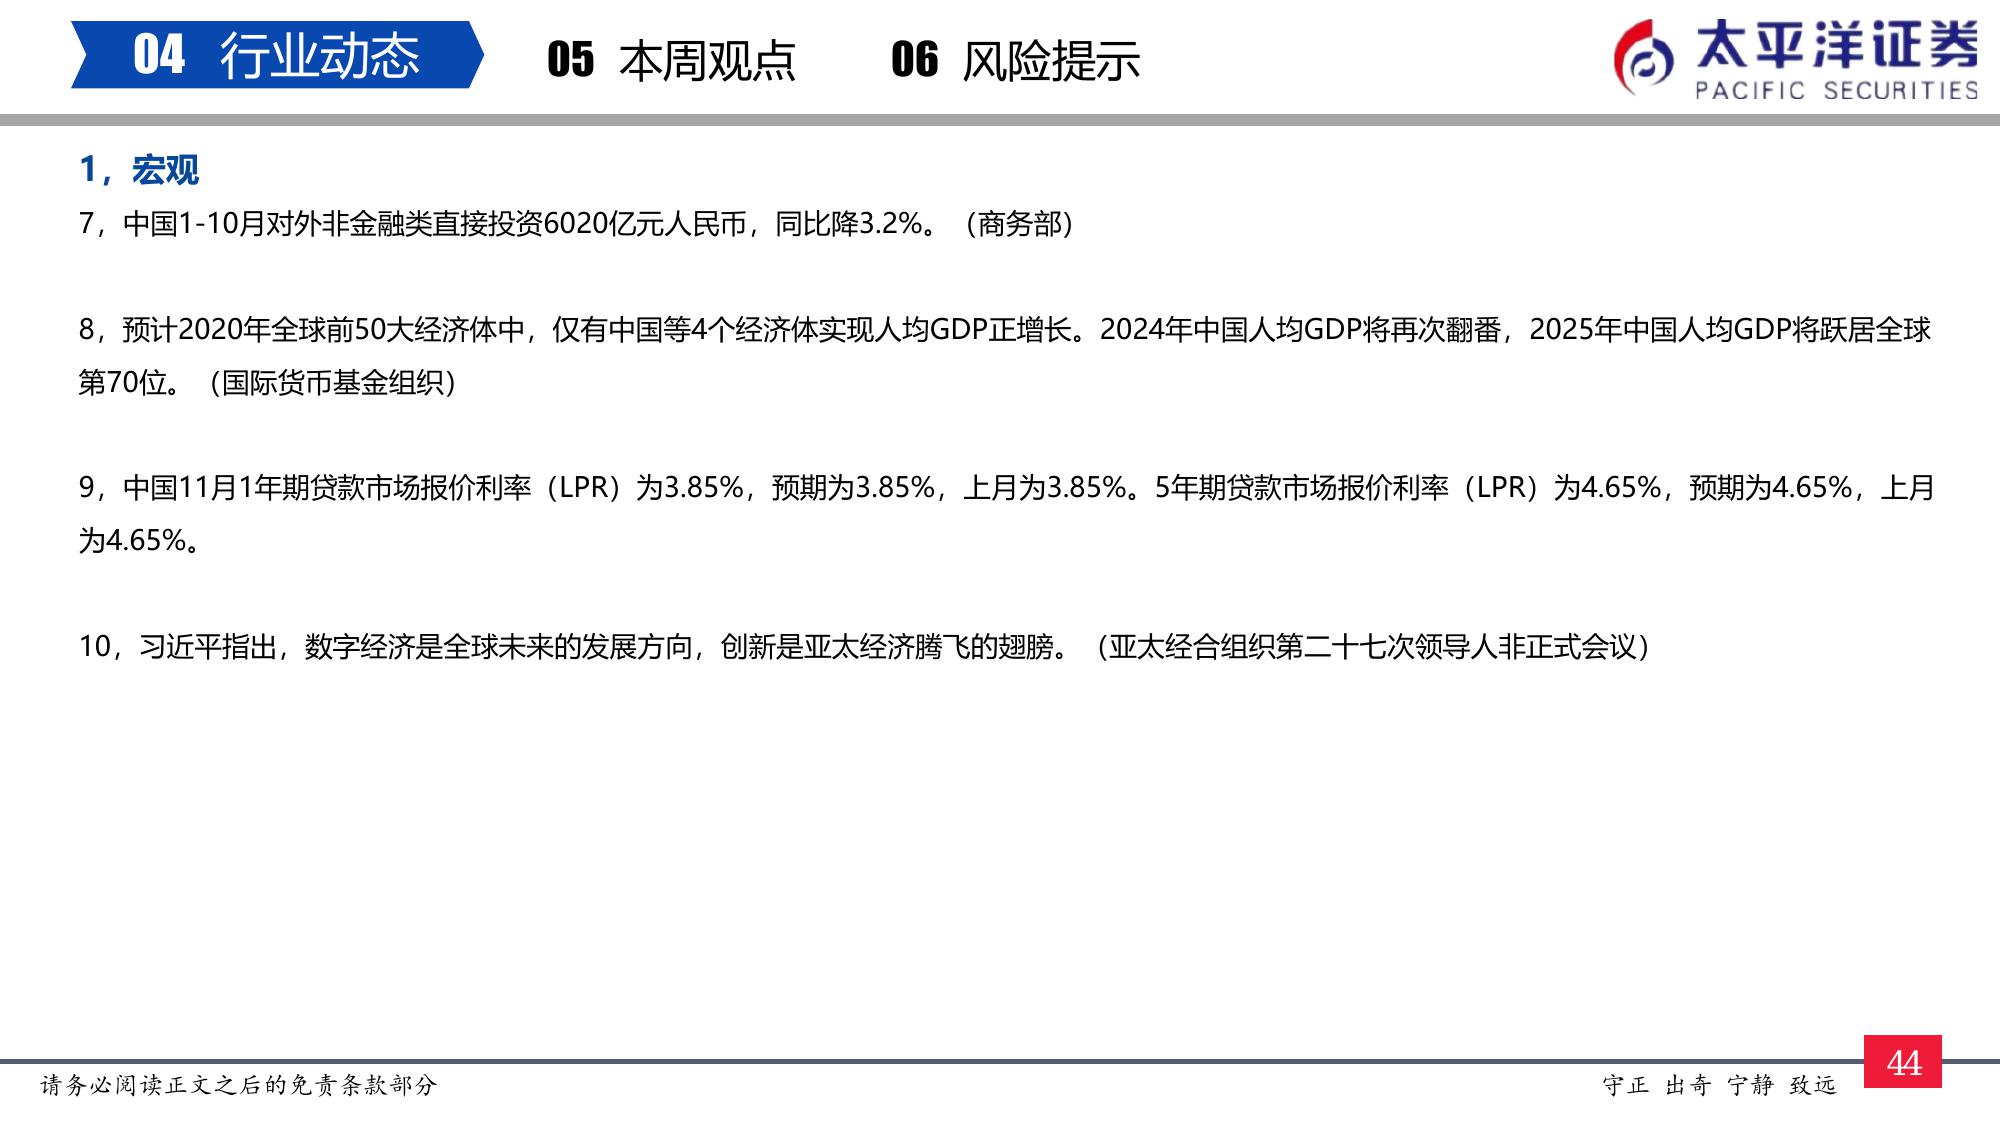 04 行业动态 05 本周观点 06 风险提示
太平洋证券
PACIFIC SECURITIES
1，宏观
7，中国1-10月对外非金融类直接投资6020亿元人民币，同比降3.2%。（商务部）
8，预计2020年全球前50大经济体中，仅有中国等4个经济体实现人均GDP正增长。2024年中国人均GDP将再次翻番，2025年中国人均GDP将跃居全球
第70位。（国际货币基金组织）
9，中国11月1年期贷款市场报价利率（LPR）为3.85%，预期为3.85%，上月为3.85%。5年期贷款市场报价利率（LPR）为4.65%，预期为4.65%，上月
为4.65%。
10，习近平指出，数字经济是全球未来的发展方向，创新是亚太经济腾飞的翅膀。（亚太经合组织第二十七次领导人非正式会议）
请务必阅读正文之后的免责条款部分
守正 出奇 宁静 致远
44